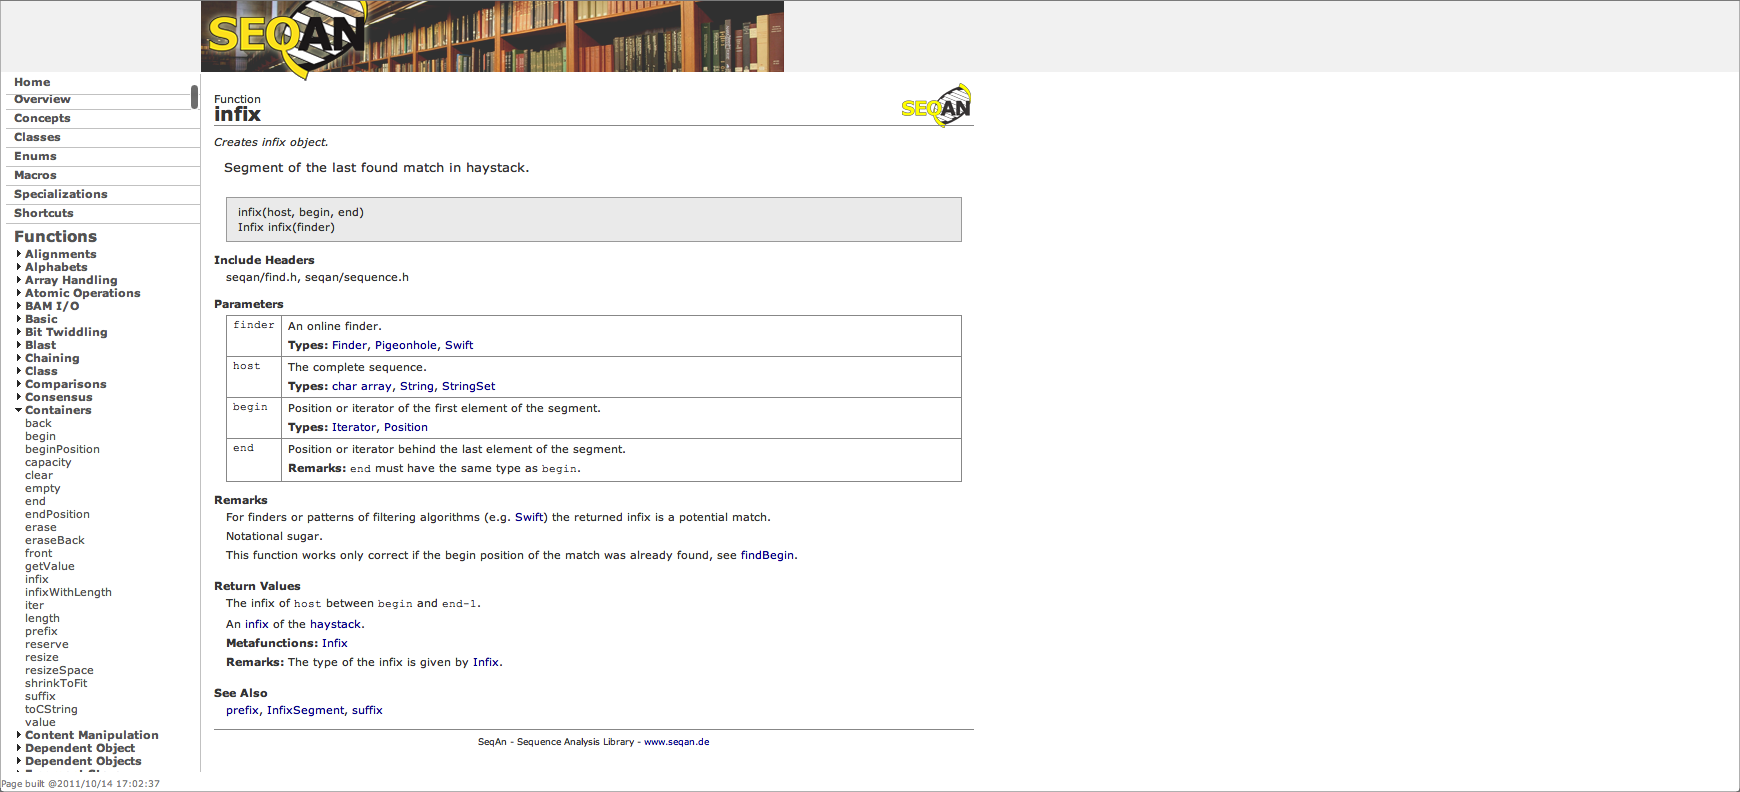 SEQAN
Home
Overview
Concepts
Classes
Enums
Macros
Specializations
Shortcuts
Functions
Alignments
Alphabets
Array Handling
Atomic Operations
BAM I/O
Basic
Bit Twiddling
Blast
Chaining
Class
Comparisons
Consensus
Containers
back
begin
beginPosition
capacity
clear
empty
end
endPosition
erase
eraseBack
front
getValue
infix
infixWithLength
iter
length
prefix
reserve
resize
resizeSpace
shrinkToFit
suffix
toCString
value
Content Manipulation
Dependent Object
Dependent Objects
Page built @2011/10/14 17:02:37
Function
infix
SEQAN
Creates infix object.
Segment of the last found match in haystack.
infix(host, begin, end)
Infix infix(finder)
Include Headers
seqan/find.h, seqan/sequence.h
Parameters
finder An online finder.
Types: Finder, Pigeonhole, Swift
host The complete sequence.
Types: char array, String, StringSet
begin Position or iterator of the first element of the segment.
Types: Iterator, Position
end Position or iterator behind the last element of the segment.
Remarks: end must have the same type as begin.
Remarks
For finders or patterns of filtering algorithms (e.g. Swift) the returned infix is a potential match.
Notational sugar.
This function works only correct if the begin position of the match was already found, see findBegin.
Return Values
The infix of host between begin and end-1.
An infix of the haystack.
Metafunctions: Infix
Remarks: The type of the infix is given by Infix.
See Also
prefix, InfixSegment, suffix
SeqAn - Sequence Analysis Library - www.seqan.de